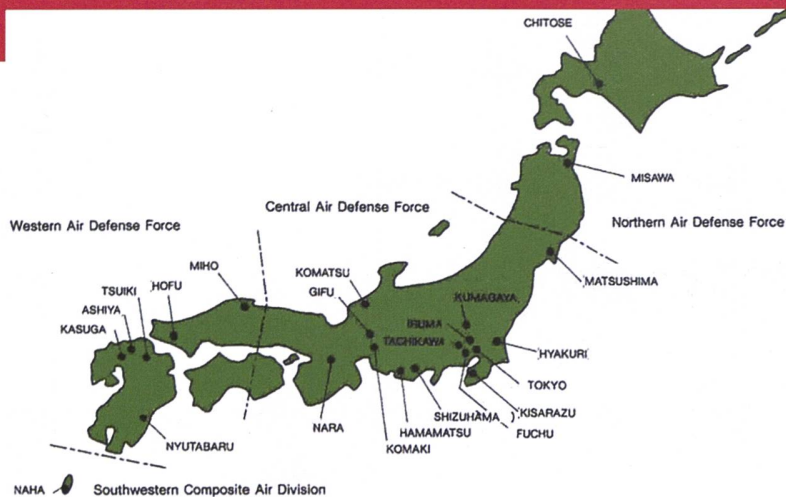 CHITOSE
MISAWA
Central Air Defense Force
Northern Air Defense Force
Western Air Defense Force
MATSUSHIMA
MIHO
KOMATSU
TSUIKI
HOFU
GIFU
ASHIYA
KASUGA
KUMAGAYA
IRUMA
TACHIKAWA
HYAKURI
TOKYO
KISARAZU
SHIZUHAMA
FUCHU
NARA
HAMAMATSU
KOMAKI
NYUTABARU
NAHA
Southwestern Composite Air Division